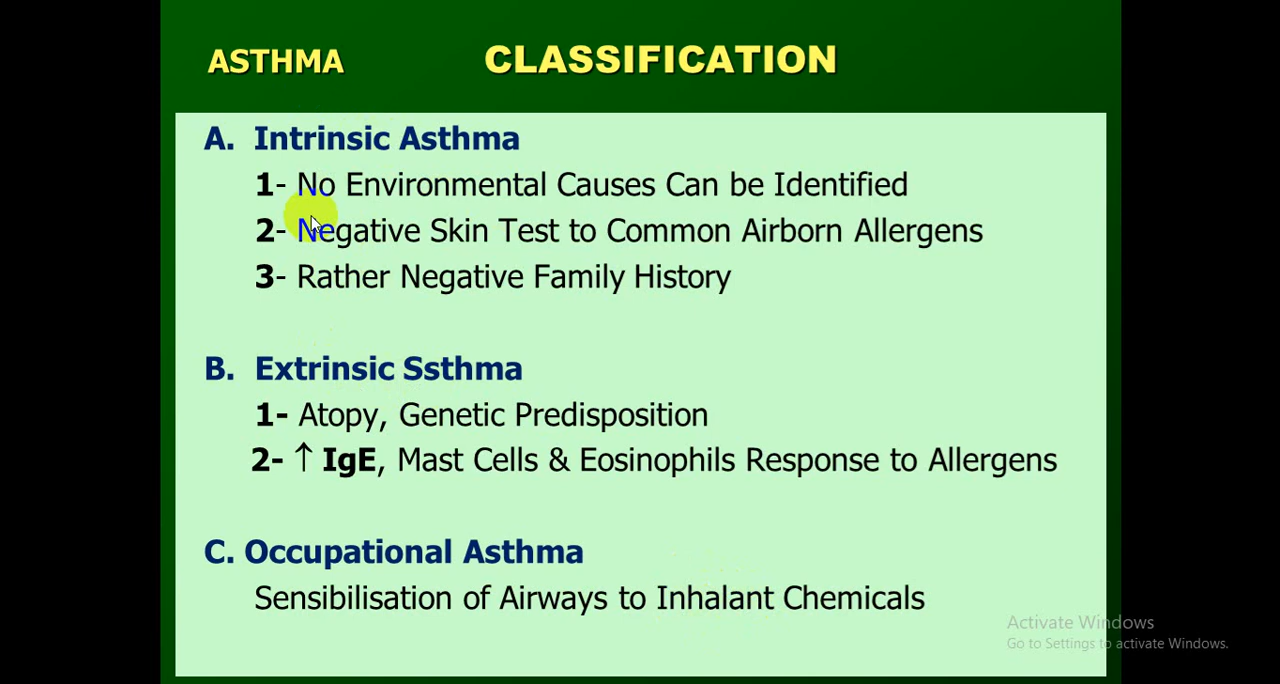 ASTHMA CLASSIFICATION
A. Intrinsic Asthma
1- No Environmental Causes Can be Identified
2- Negative Skin Test to Common Airborn Allergens
3- Rather Negative Family History
B. Extrinsic Ssthma
1- Atopy, Genetic Predisposition
2- ↑ IgE, Mast Cells & Eosinophils Response to Allergens
C. Occupational Asthma
Sensibilisation of Airways to Inhalant Chemicals
Activate Windows
Go to Settings to activate Windows.